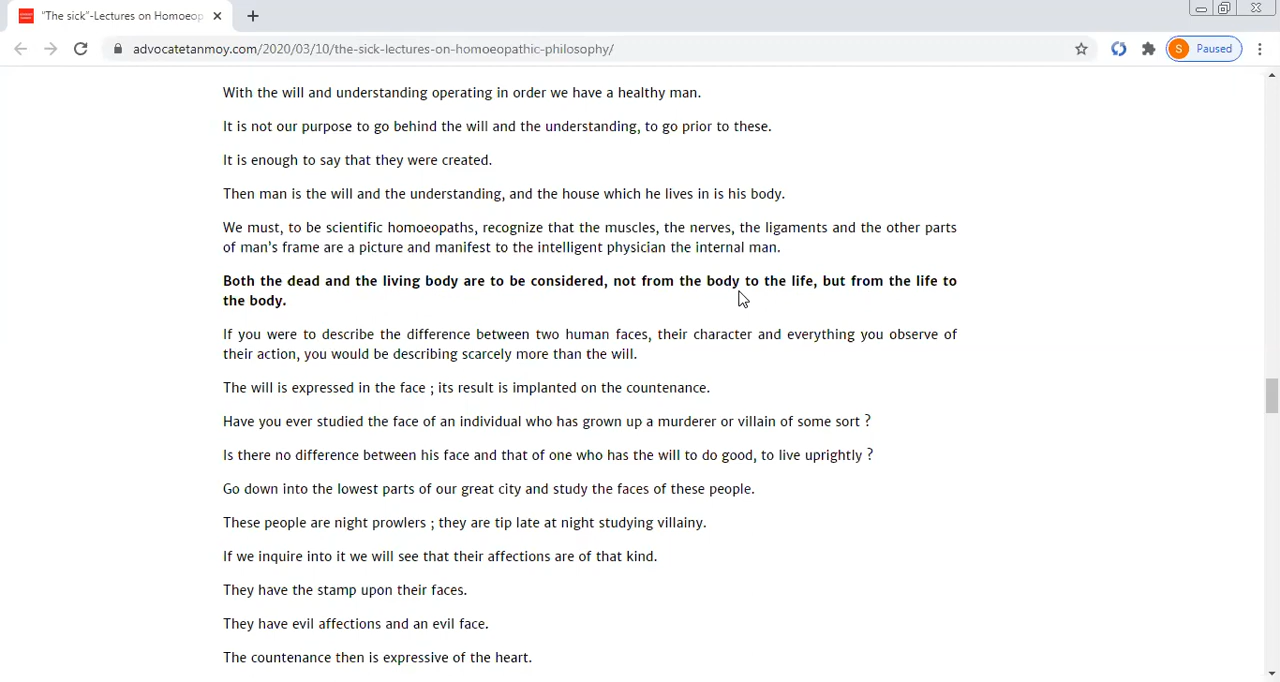 "The sick"-Lectures on Homoeop
advocatetanmoy.com/2020/03/10/the-sick-lectures-on-homoeopathic-philosophy/
S Paused
With the will and understanding operating in order we have a healthy man.
It is not our purpose to go behind the will and the understanding, to go prior to these.
It is enough to say that they were created.
Then man is the will and the understanding, and the house which he lives in is his body.
We must, to be scientific homoeopaths, recognize that the muscles, the nerves, the ligaments and the other parts
of man's frame are a picture and manifest to the intelligent physician the internal man.
Both the dead and the living body are to be considered, not from the body to the life, but from the life to
the body.
If you were to describe the difference between two human faces, their character and everything you observe of
their action, you would be describing scarcely more than the will.
The will is expressed in the face ; its result is implanted on the countenance.
Have you ever studied the face of an individual who has grown up a murderer or villain of some sort ?
Is there no difference between his face and that of one who has the will to do good, to live uprightly ?
Go down into the lowest parts of our great city and study the faces of these people.
These people are night prowlers ; they are tip late at night studying villainy.
If we inquire into it we will see that their affections are of that kind.
They have the stamp upon their faces.
They have evil affections and an evil face.
The countenance then is expressive of the heart.